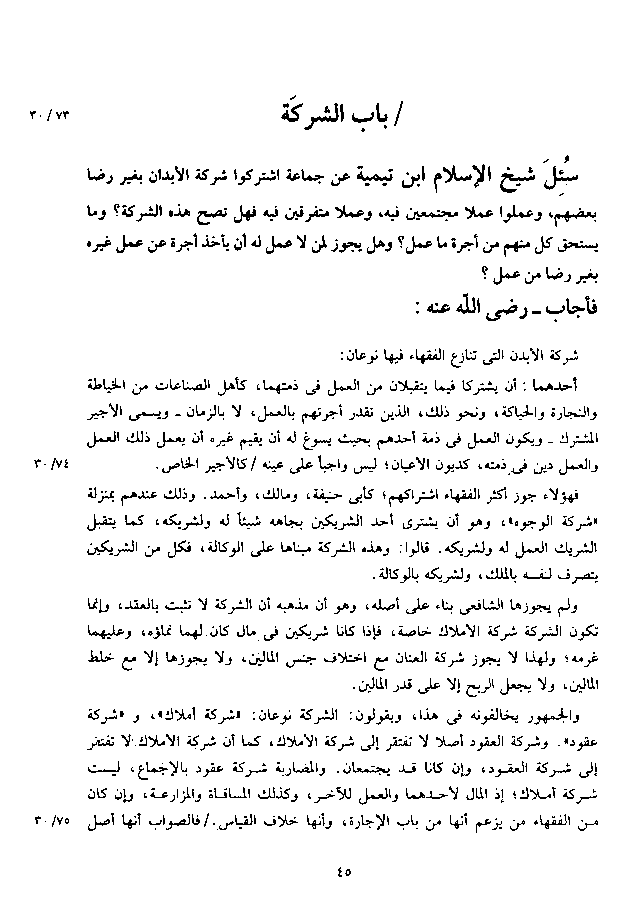 / باب الشركَة ٣٠/٧٣
سُئِلَ شيخ الإسلام ابن تيمية عن جماعة اشتركوا شركة الأبدان بغير رضا
بعضهم، وعملوا عملا مجتمعين فيه، وعملا متفرقين فيه فهل تصح هذه الشركة؟ وما
يستحق كل منهم من أجرة ما عمل؟ وهل يجوز لمن لا عمل له أن يأخذ أجرة عن عمل غيره
بغير رضا من عمل ؟
فأجاب ـ رضى اللّه عنه :
شركة الأبدن التى تنازع الفقهاء فيها نوعان:
أحدهما : أن يشتركا فيما يتقبلان من العمل فى ذمتهما، كأهل الصناعات من الخياطة
والنجارة والحياكة، ونحو ذلك، الذين تقدر أجرتهم بالعمل، لا بالزمان ـ ويسمى الأجير
المشترك ـ ويكون العمل فى ذمة أحدهم بحيث يسوغ له أن يقيم غيره أن يعمل ذلك العمل
والعمل دين فى ذمته، كديون الأعيان؛ ليس واجباً على عينه / كالأجير الخاص. ٣٠/٧٤
فهؤلاء جوز أكثر الفقهاء اشتراكهم؛ كأبى حنيفة، ومالك، وأحمد. وذلك عندهم بمنزلة
«شركة الوجوه»، وهو أن يشترى أحد الشريكين بجاهه شيئاً له ولشريكه، كما يتقبل
الشريك العمل له ولشريكه. قالوا: وهذه الشركة مبناها على الوكالة، فكل من الشريكين
يتصرف لنفسه بالملك، ولشريكه بالوكالة.
ولم يجوزها الشافعى بناء على أصله، وهو أن مذهبه أن الشركة لا تثبت بالعقد، وإنما
تكون الشركة شركة الأملاك خاصة، فإذا كانا شريكين فى مال كان لهما نماؤه، وعليهما
غرمه؛ ولهذا لا يجوز شركة العنان مع اختلاف جنس المالين، ولا يجوزها إلا مع خلط
المالين، ولا يجعل الربح إلا على قدر المالين.
والجمهور يخالفونه فى هذا، ويقولون: الشركة نوعان: «شركة أملاك»، و «شركة
عقود». وشركة العقود أصلا لا تفتقر إلى شركة الأملاك، كما أن شركة الأملاك لا تفتقر
إلى شركة العقود، وإن كانا قد يجتمعان. والمضاربة شركة عقود بالإجماع، ليست
شركة أملاك؛ إذ المال لأحدهما والعمل للآخر، وكذلك المساقاة والمزارعة، وإن كان
من الفقهاء من يزعم أنها من باب الإجارة، وأنها خلاف القياس. / فالصواب أنها أصل ٣٠/٧٥
٤٥